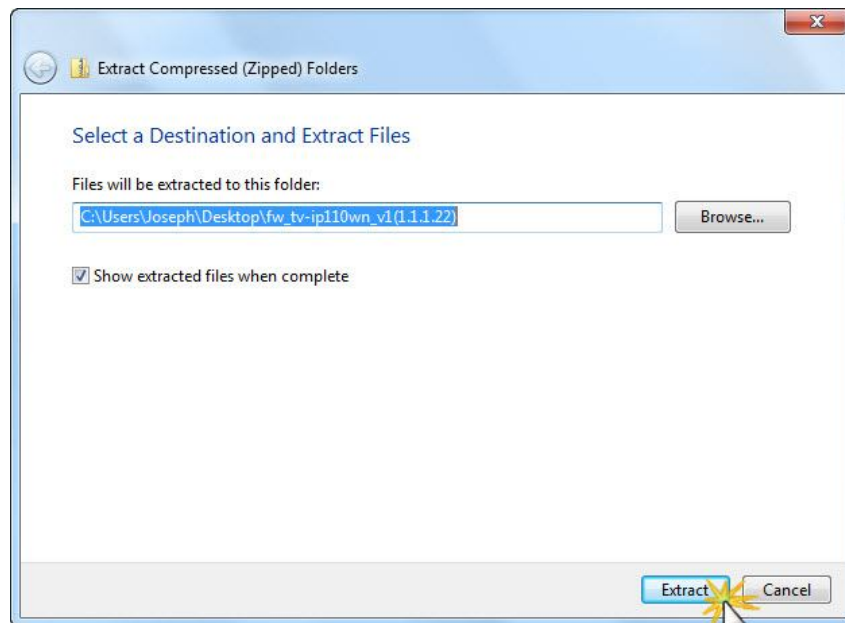 Extract Compressed (Zipped) Folders
Select a Destination and Extract Files
Files will be extracted to this folder:
C:\Users\Joseph\Desktop\fw_tv-ip110wn_v1(1.1.1.22)
Browse...
Show extracted files when complete
Extract
Cancel